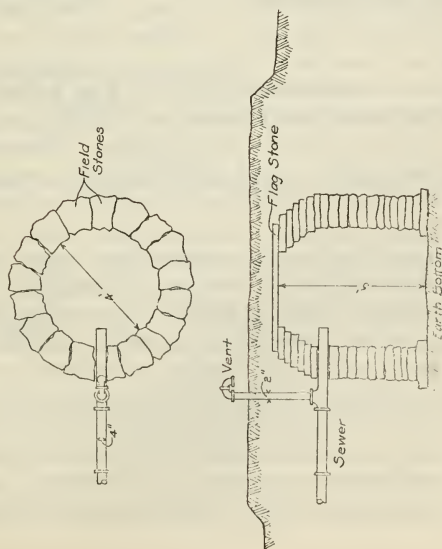 Field
Stones
4'
4"
Flag Stone
Vent
2"
5'
Sewer
Earth Bottom